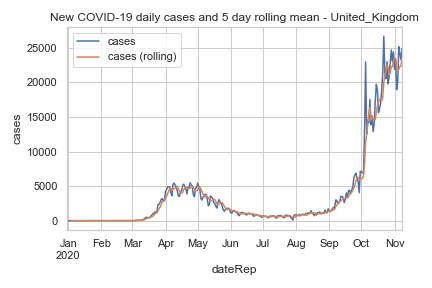 New COVID-19 daily cases and 5 day rolling mean - United_Kingdom
cases
cases (rolling)
25000
20000
15000
10000
5000
0
cases
Jan Feb Mar Apr May Jun Jul Aug Sep Oct Nov
2020
dateRep